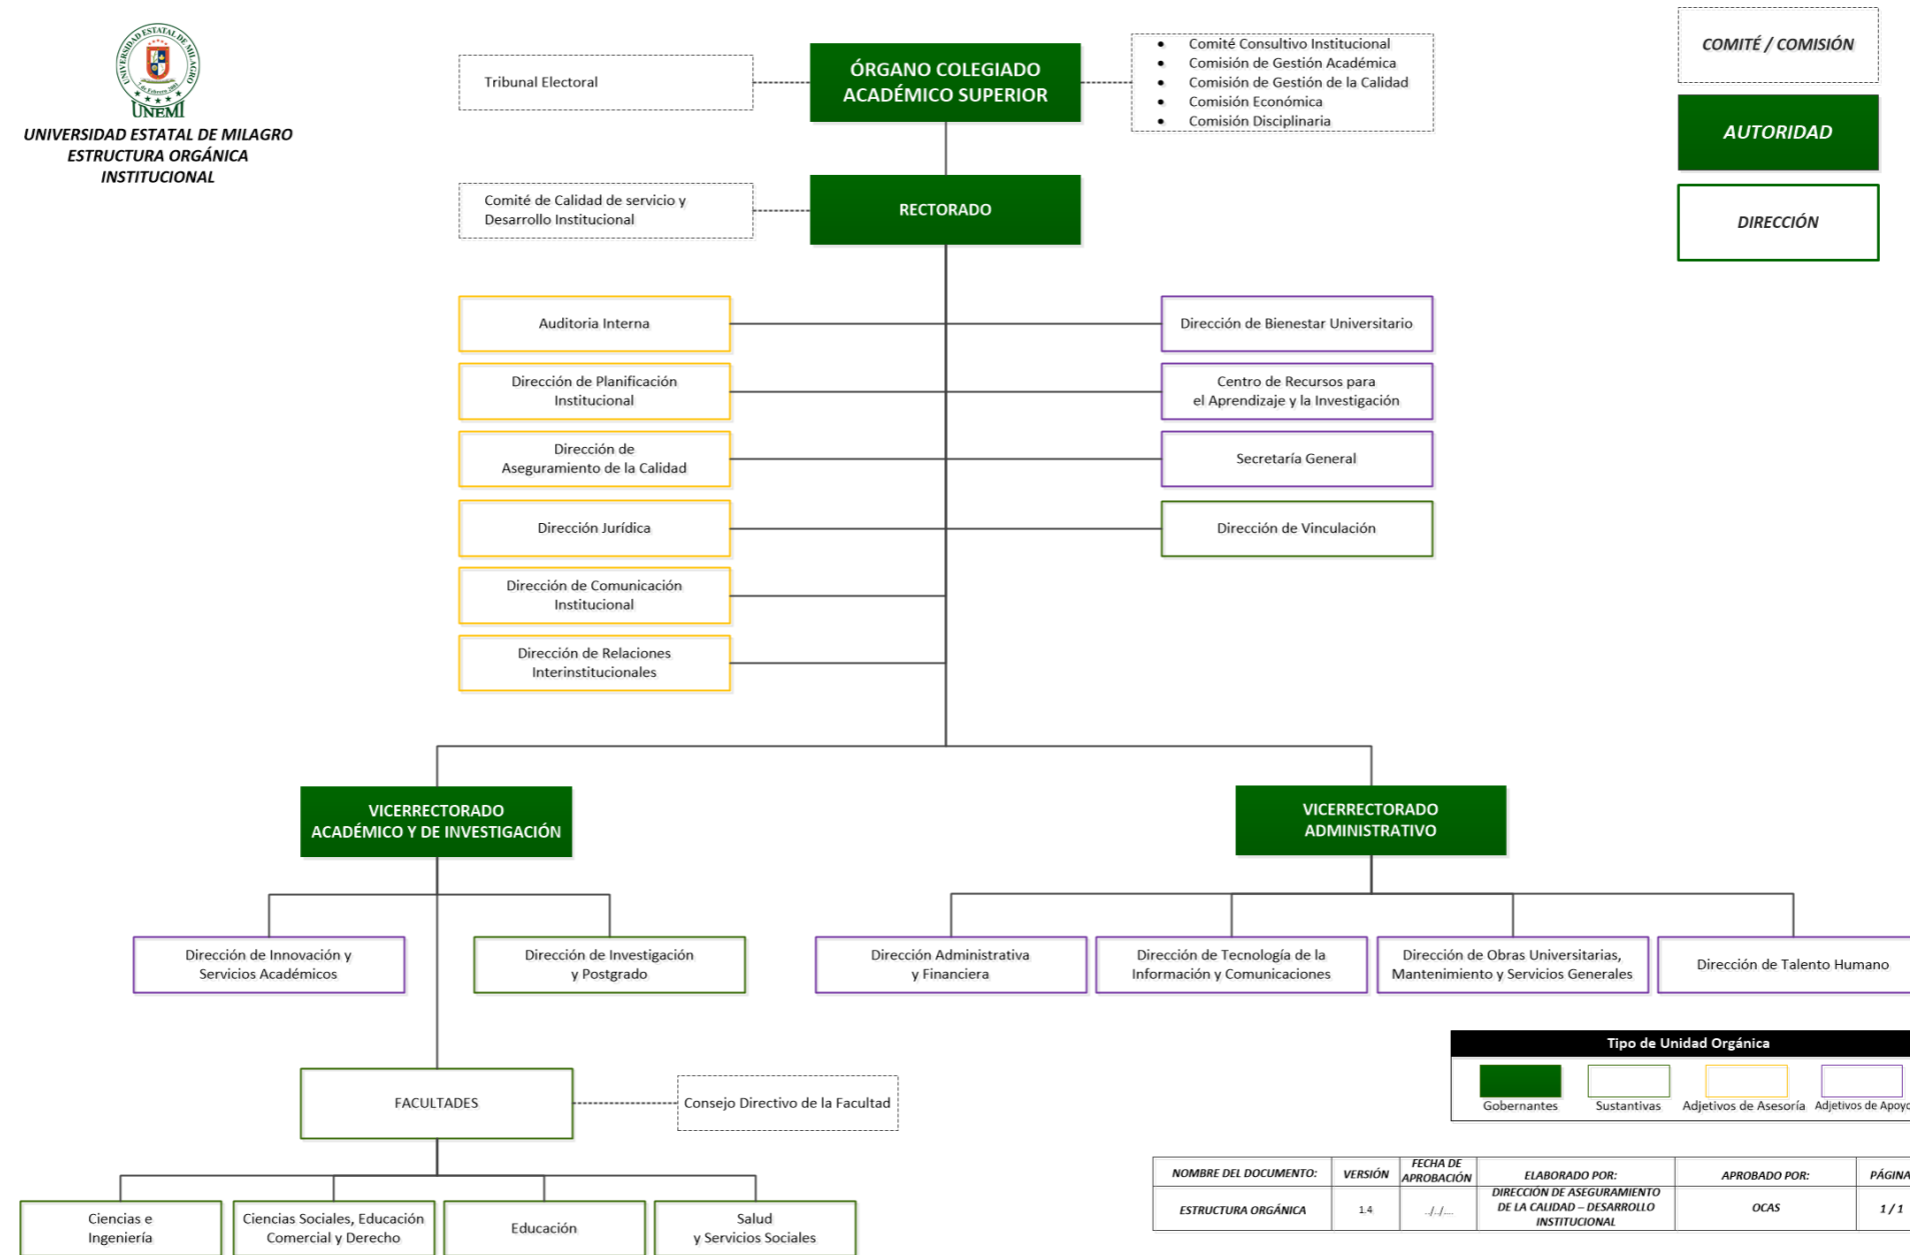 UNIVERSIDAD ESTATAL DE MILAGRO
UNEMI
UNIVERSIDAD ESTATAL DE MILAGRO
ESTRUCTURA ORGÁNICA
INSTITUCIONAL
Tribunal Electoral
ÓRGANO COLEGIADO
ACADÉMICO SUPERIOR
• Comité Consultivo Institucional
• Comisión de Gestión Académica
• Comisión de Gestión de la Calidad
• Comisión Económica
• Comisión Disciplinaria
COMITÉ / COMISIÓN
AUTORIDAD
DIRECCIÓN
Comité de Calidad de servicio y
Desarrollo Institucional
RECTORADO
Auditoria Interna
Dirección de Bienestar Universitario
Dirección de Planificación
Institucional
Centro de Recursos para
el Aprendizaje y la Investigación
Dirección de
Aseguramiento de la Calidad
Secretaría General
Dirección Jurídica
Dirección de Vinculación
Dirección de Comunicación
Institucional
Dirección de Relaciones
Interinstitucionales
VICERRECTORADO
ACADÉMICO Y DE INVESTIGACIÓN
VICERRECTORADO
ADMINISTRATIVO
Dirección de Innovación y
Servicios Académicos
Dirección de Investigación
y Postgrado
Dirección Administrativa
y Financiera
Dirección de Tecnología de la
Información y Comunicaciones
Dirección de Obras Universitarias,
Mantenimiento y Servicios Generales
Dirección de Talento Humano
FACULTADES
Consejo Directivo de la Facultad
Ciencias e
Ingeniería
Ciencias Sociales, Educación
Comercial y Derecho
Educación
Salud
y Servicios Sociales
Tipo de Unidad Orgánica
Gobernantes
Sustantivas
Adjetivos de Asesoría
Adjetivos de Apoyo
NOMBRE DEL DOCUMENTO:
VERSIÓN
FECHA DE
APROBACIÓN
ELABORADO POR:
APROBADO POR:
PÁGINA
ESTRUCTURA ORGÁNICA
1.4
../../....
DIRECCIÓN DE ASEGURAMIENTO
DE LA CALIDAD – DESARROLLO
INSTITUCIONAL
OCAS
1 / 1